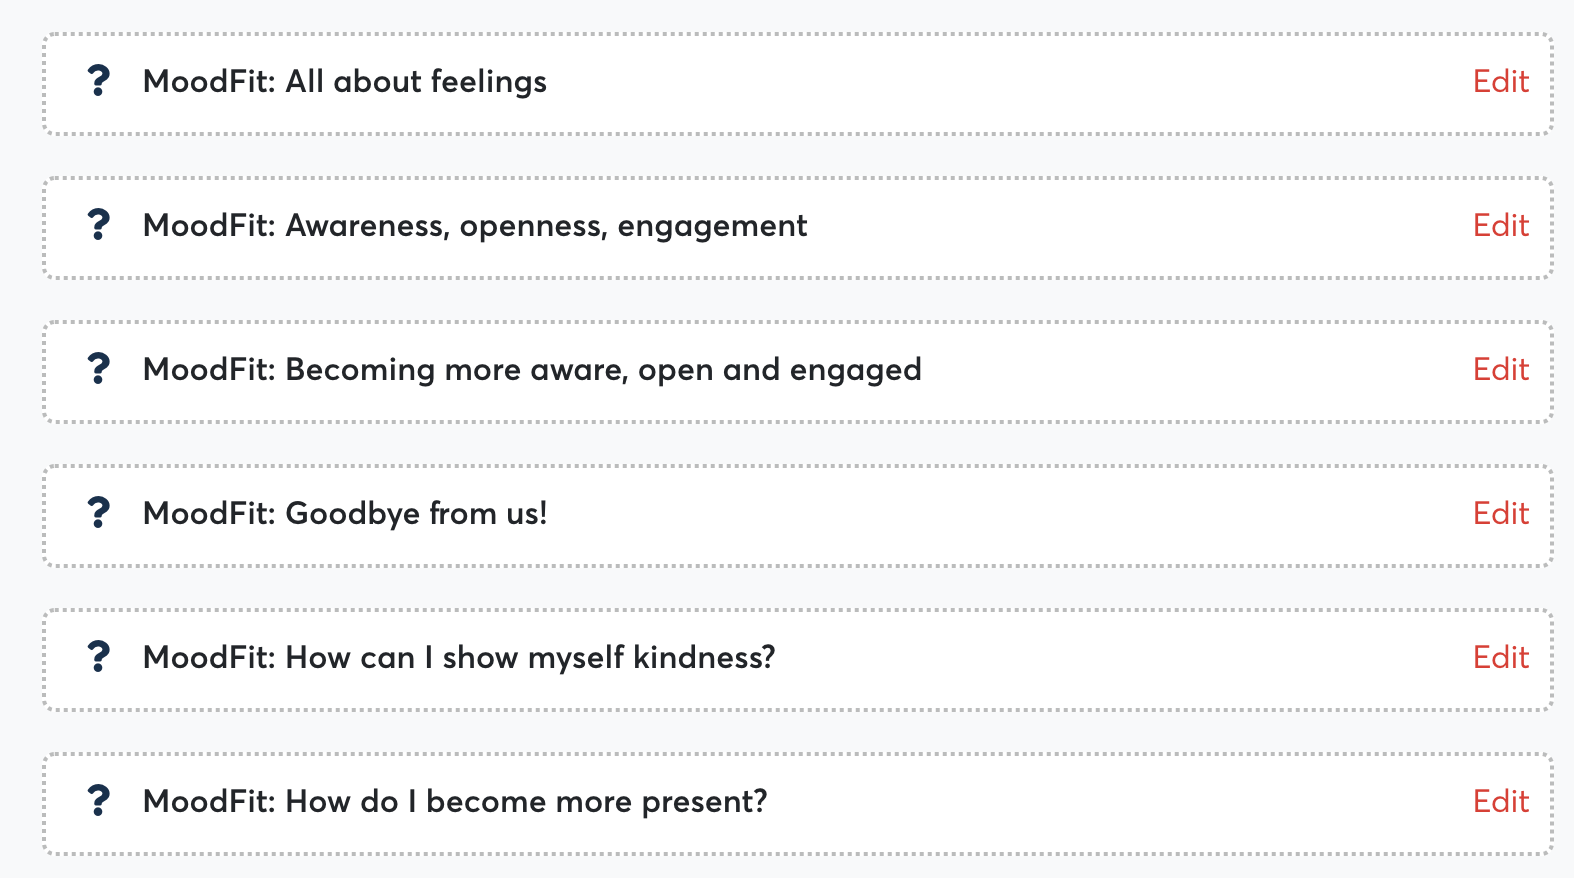 ? MoodFit: All about feelings Edit
? MoodFit: Awareness, openness, engagement Edit
? MoodFit: Becoming more aware, open and engaged Edit
? MoodFit: Goodbye from us! Edit
? MoodFit: How can I show myself kindness? Edit
? MoodFit: How do I become more present? Edit